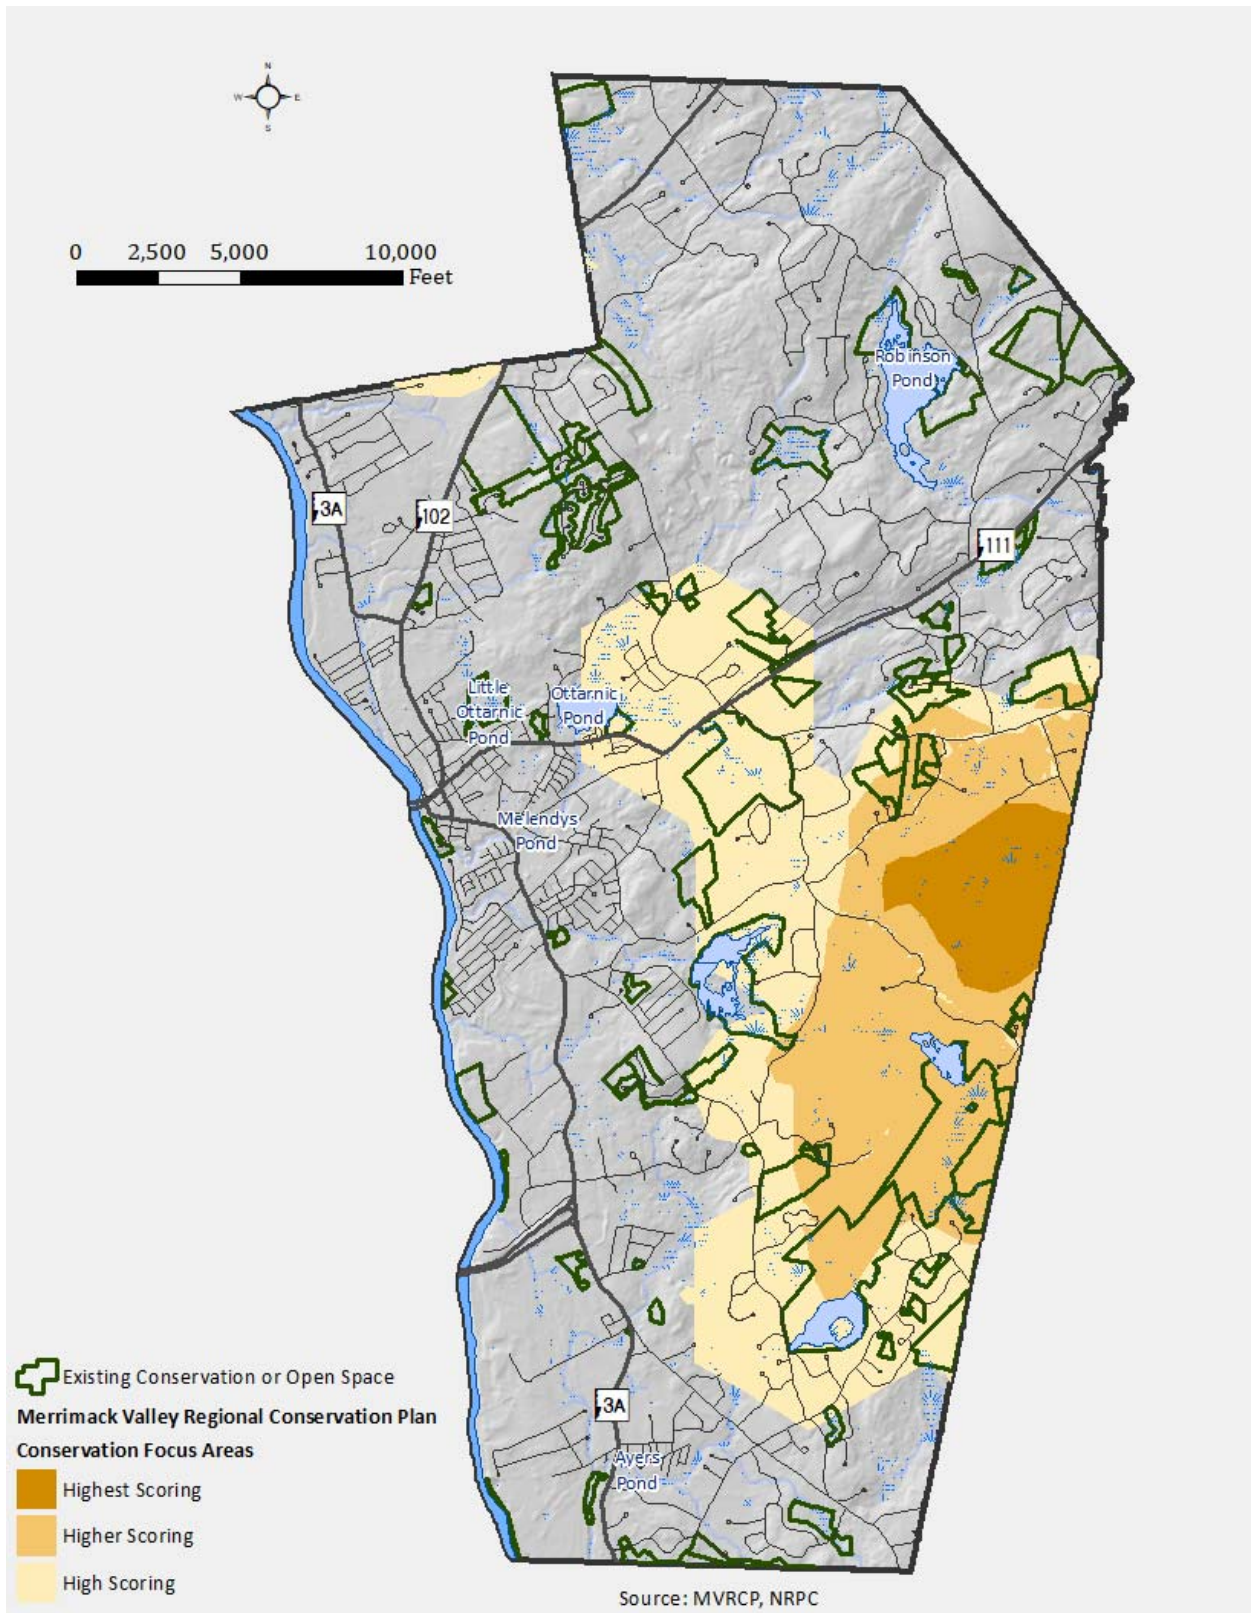 N
W E
S
0 2,500 5,000 10,000
Feet
Robinson
Pond
3A
102
111
Little
Ottarnic
Pond
Ottarnic
Pond
Melendys
Pond
3A
Ayers
Pond
Existing Conservation or Open Space
Merrimack Valley Regional Conservation Plan
Conservation Focus Areas
Highest Scoring
Higher Scoring
High Scoring
Source: MVRCP, NRPC